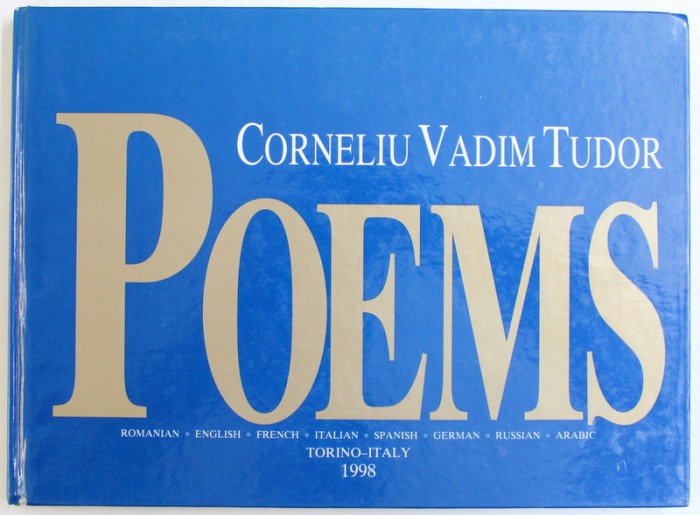 CORNELIU VADIM TUDOR
POEMS
ROMANIAN • ENGLISH • FRENCH • ITALIAN • SPANISH • GERMAN • RUSSIAN • ARABIC
TORINO–ITALY
1998